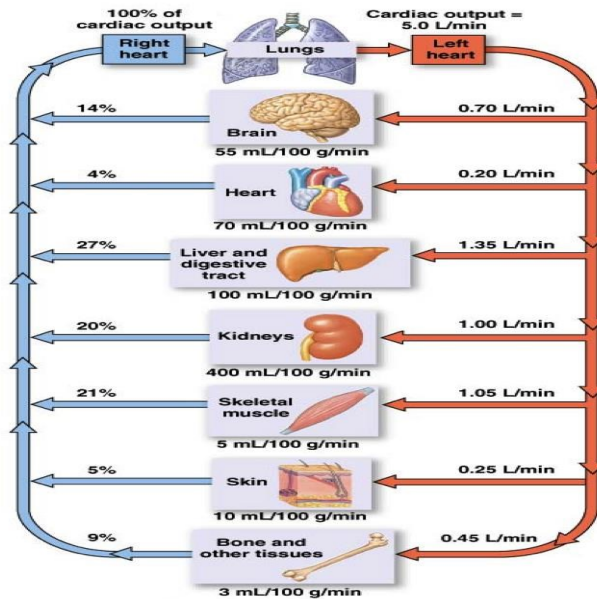 100% of
cardiac output
Cardiac output =
5.0 L/min
Right
heart
Lungs
Left
heart
14%
Brain
0.70 L/min
55 mL/100 g/min
4%
Heart
0.20 L/min
70 mL/100 g/min
27%
Liver and
digestive
tract
1.35 L/min
100 mL/100 g/min
20%
Kidneys
1.00 L/min
400 mL/100 g/min
21%
Skeletal
muscle
1.05 L/min
5 mL/100 g/min
5%
Skin
0.25 L/min
10 mL/100 g/min
9%
Bone and
other tissues
0.45 L/min
3 mL/100 g/min